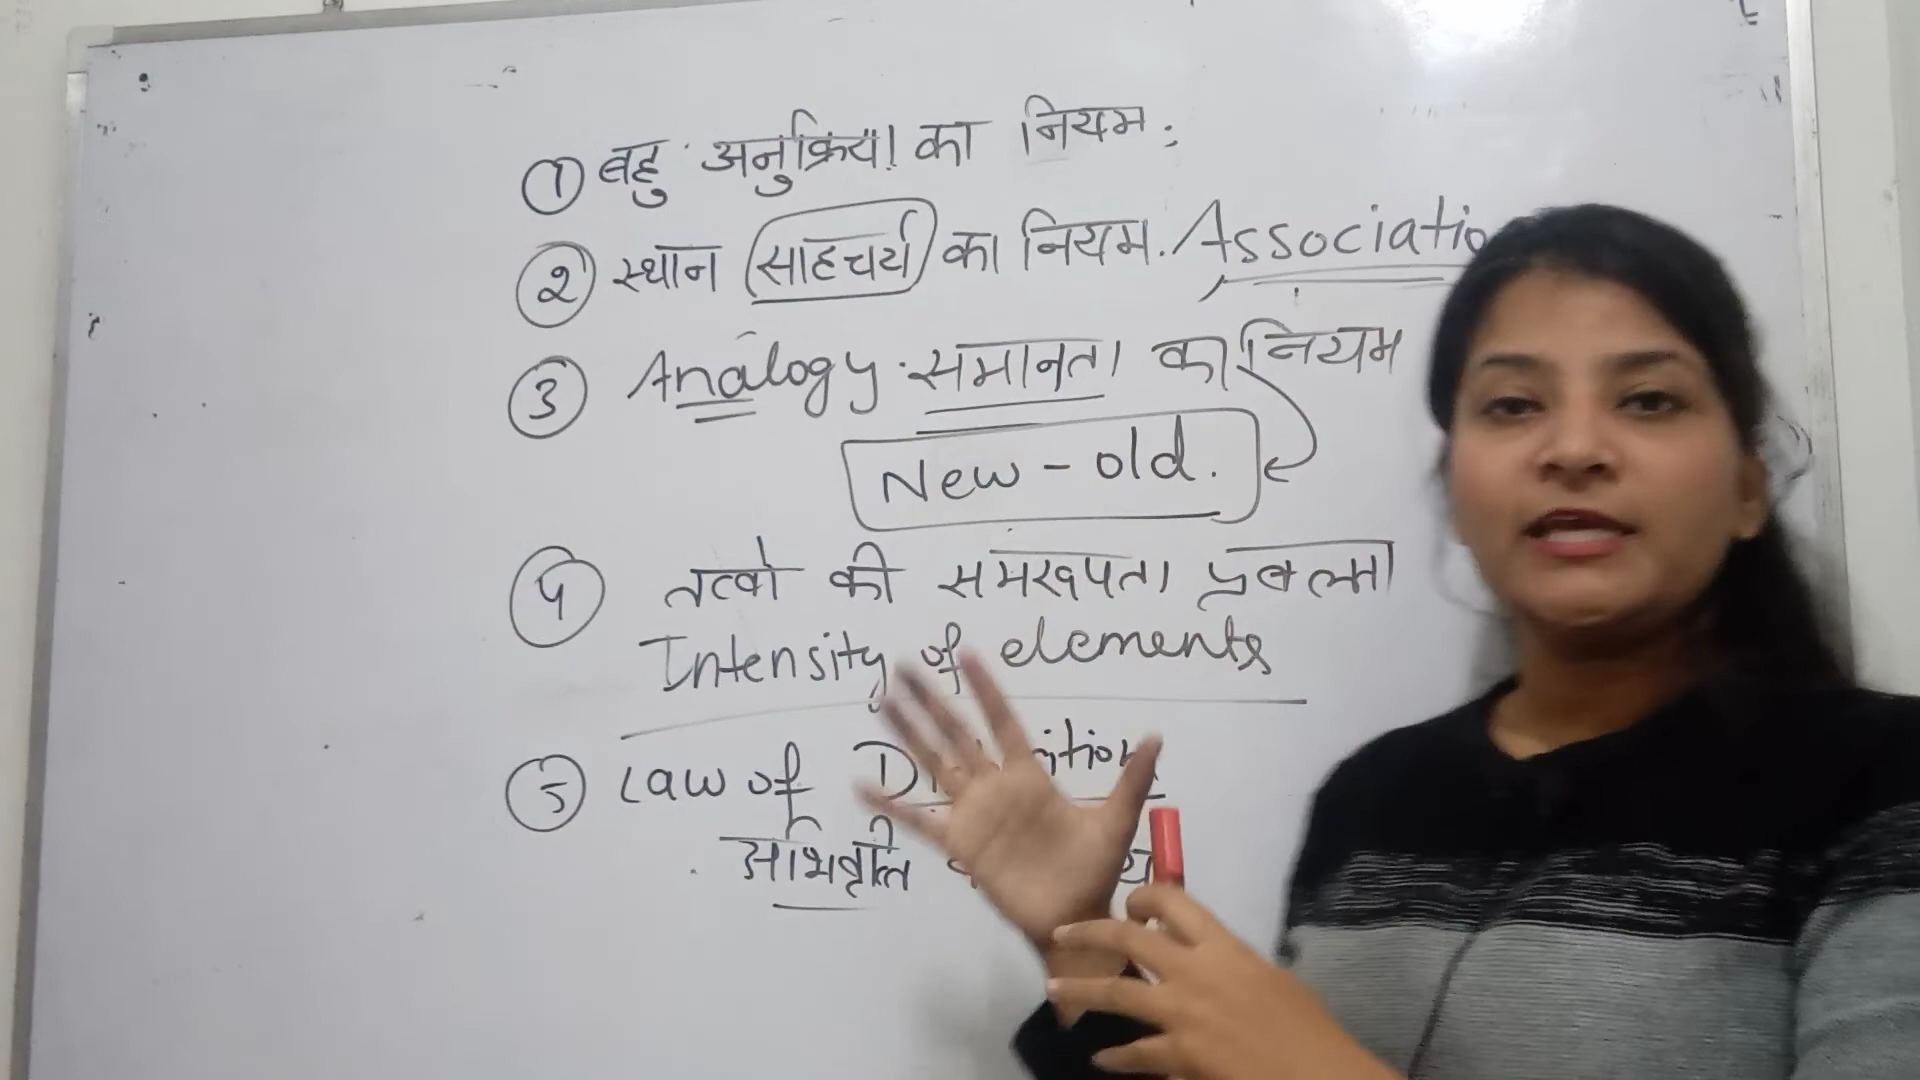 ① बहु अनुक्रिया का नियम :
② स्थान साहचर्य का नियम . Associatio
③ Analogy . समानता का नियम
New - old .
④ तत्वो की समरूपता प्रबलता
Intensity of elements
⑤ Law of
अभिवृत्ति